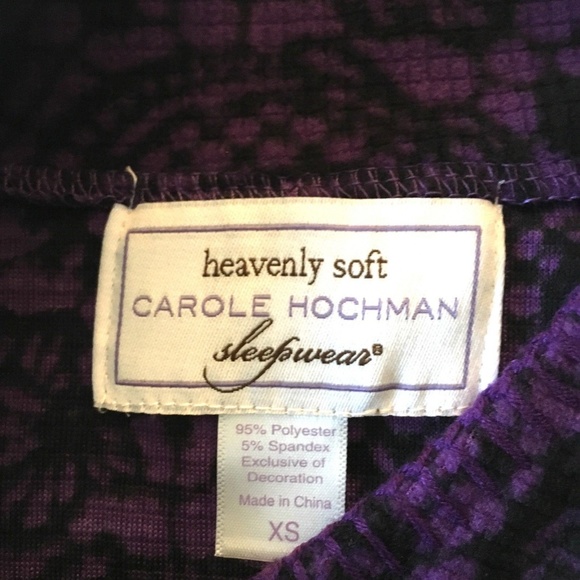 heavenly soft
CAROLE HOCHMAN
sleepwear®
95% Polyester
5% Spandex
Exclusive of
Decoration
Made in China
XS